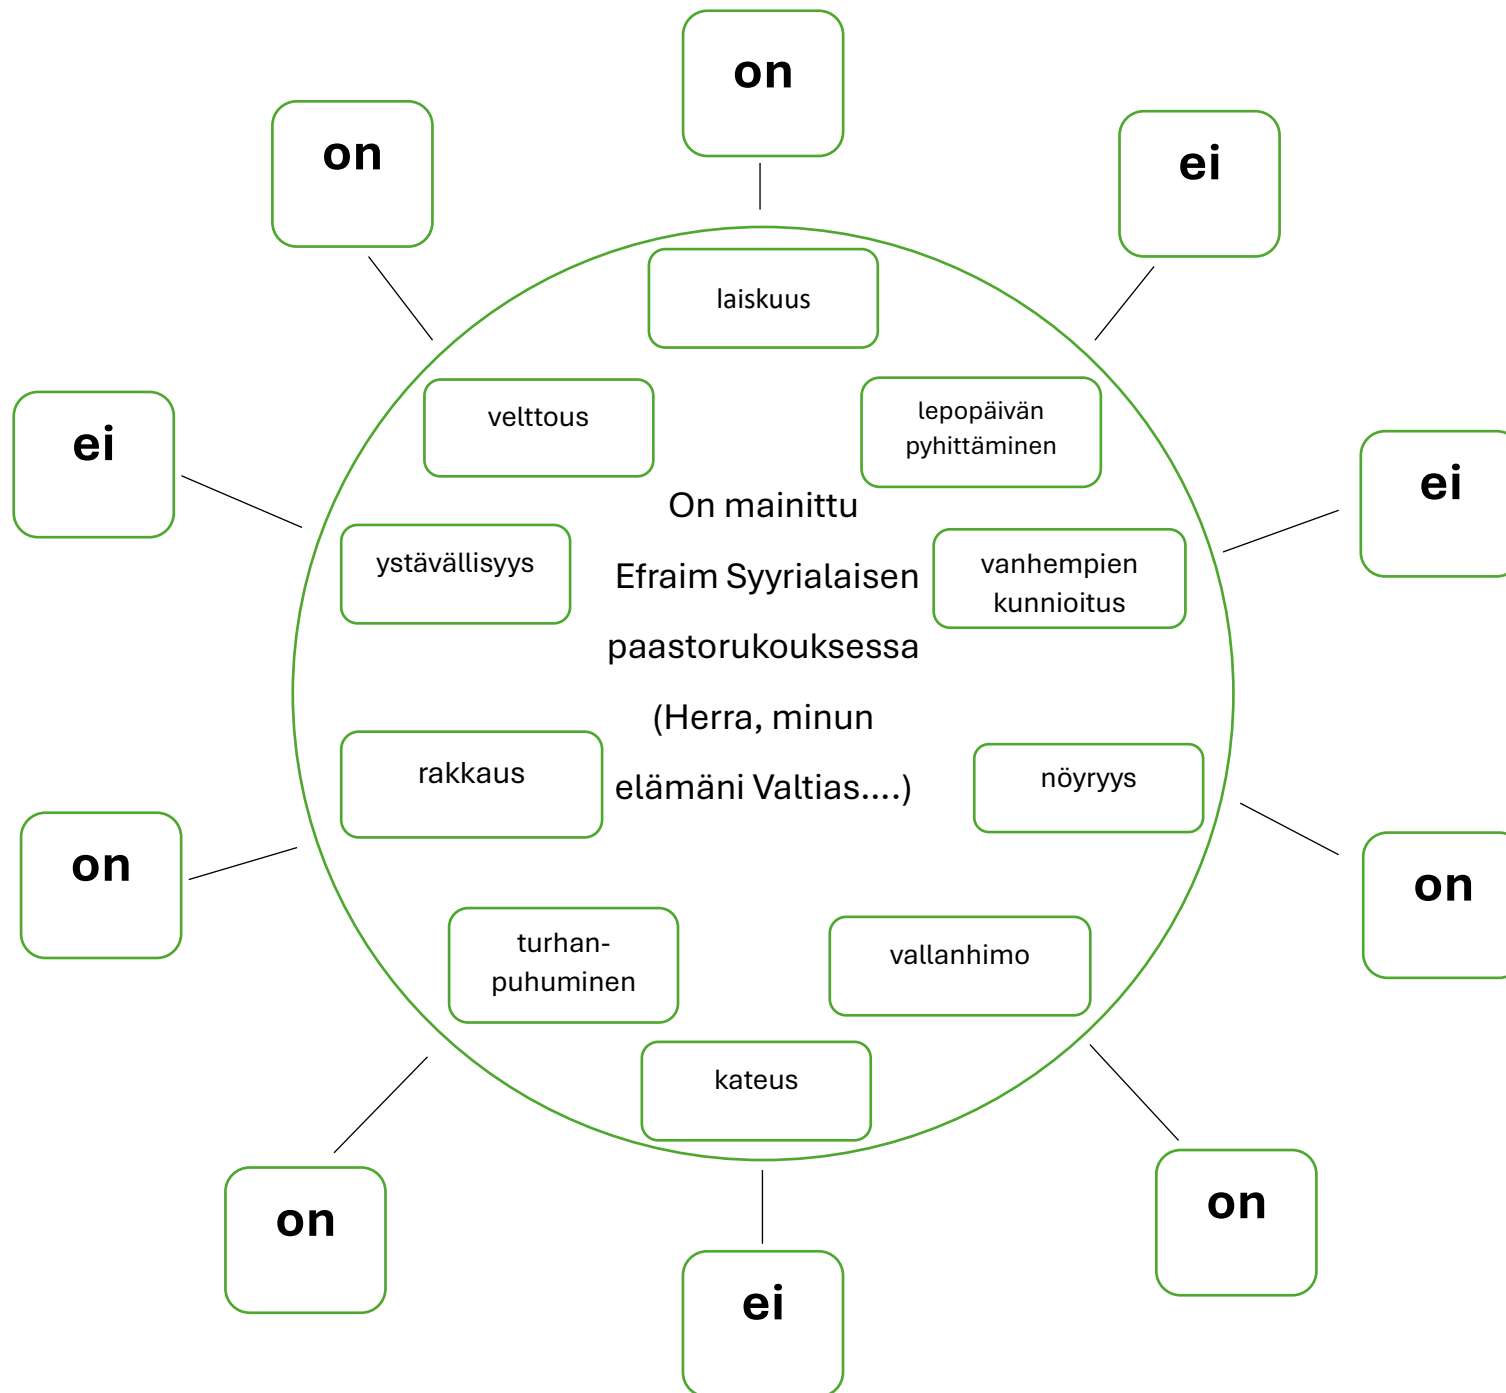 on
on
ei
laiskuus
velttous
lepopäivän
pyhittäminen
ei
ei
On mainittu
Efraim Syyrialaisen
paastorukouksessa
(Herra, minun
elämäni Valtias....)
ystävällisyys
vanhempien
kunnioitus
rakkaus
nöyryys
on
on
turhan-
puhuminen
vallanhimo
kateus
on
on
ei